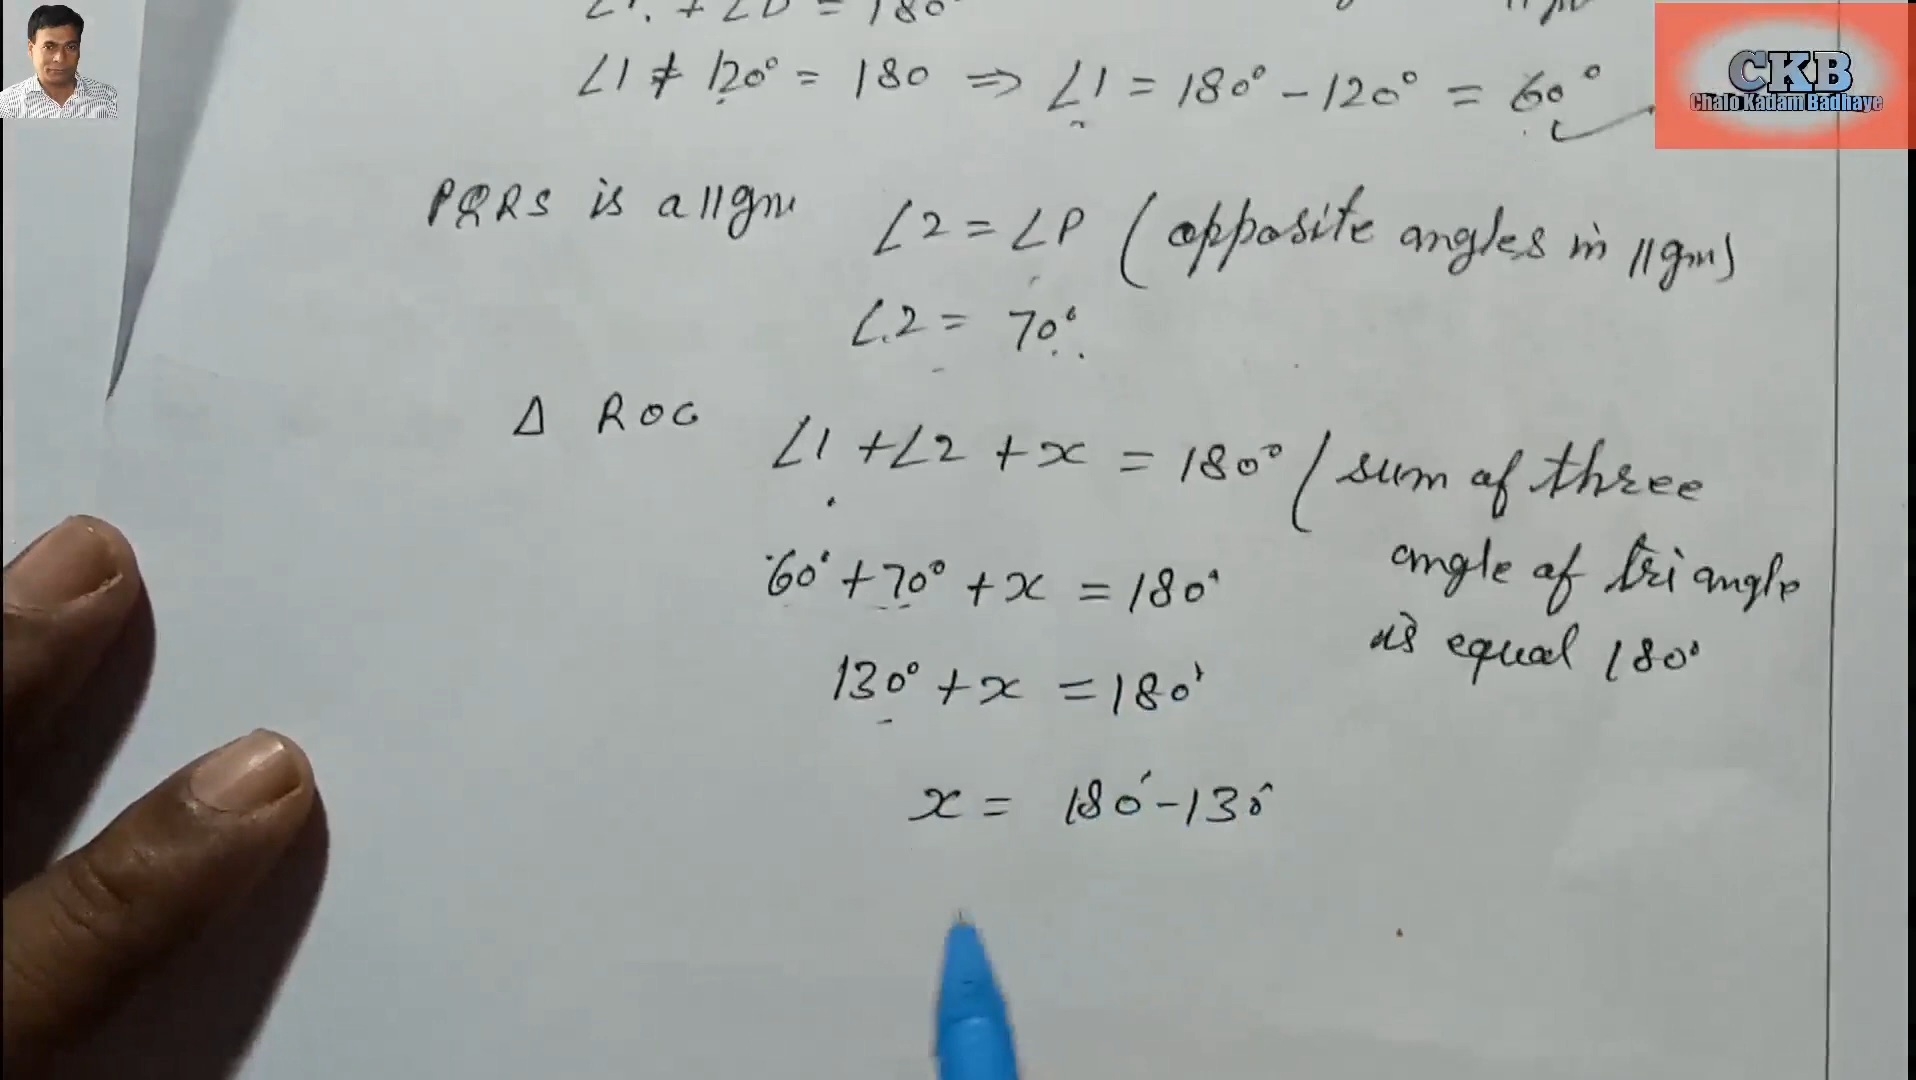 ∠1 + 120° = 180 ⇒ ∠1 = 180° - 120° = 60°
CKB
Chalo Kadam Badhaye
PQRS is a llgm
∠2 = ∠P (opposite angles in llgm)
∠2 = 70°
Δ ROC
∠1 + ∠2 + x = 180° (sum of three
angle of triangle
is equal 180°
60° + 70° + x = 180°
130° + x = 180°
x = 180° - 130°